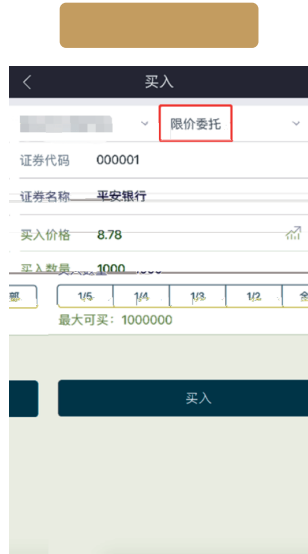 买入
限价委托
证券代码 000001
证券名称 平安银行
买入价格 8.78
买入数量 1000
部 1/5 1/4 1/3 1/2 全
最大可买：1000000
买入